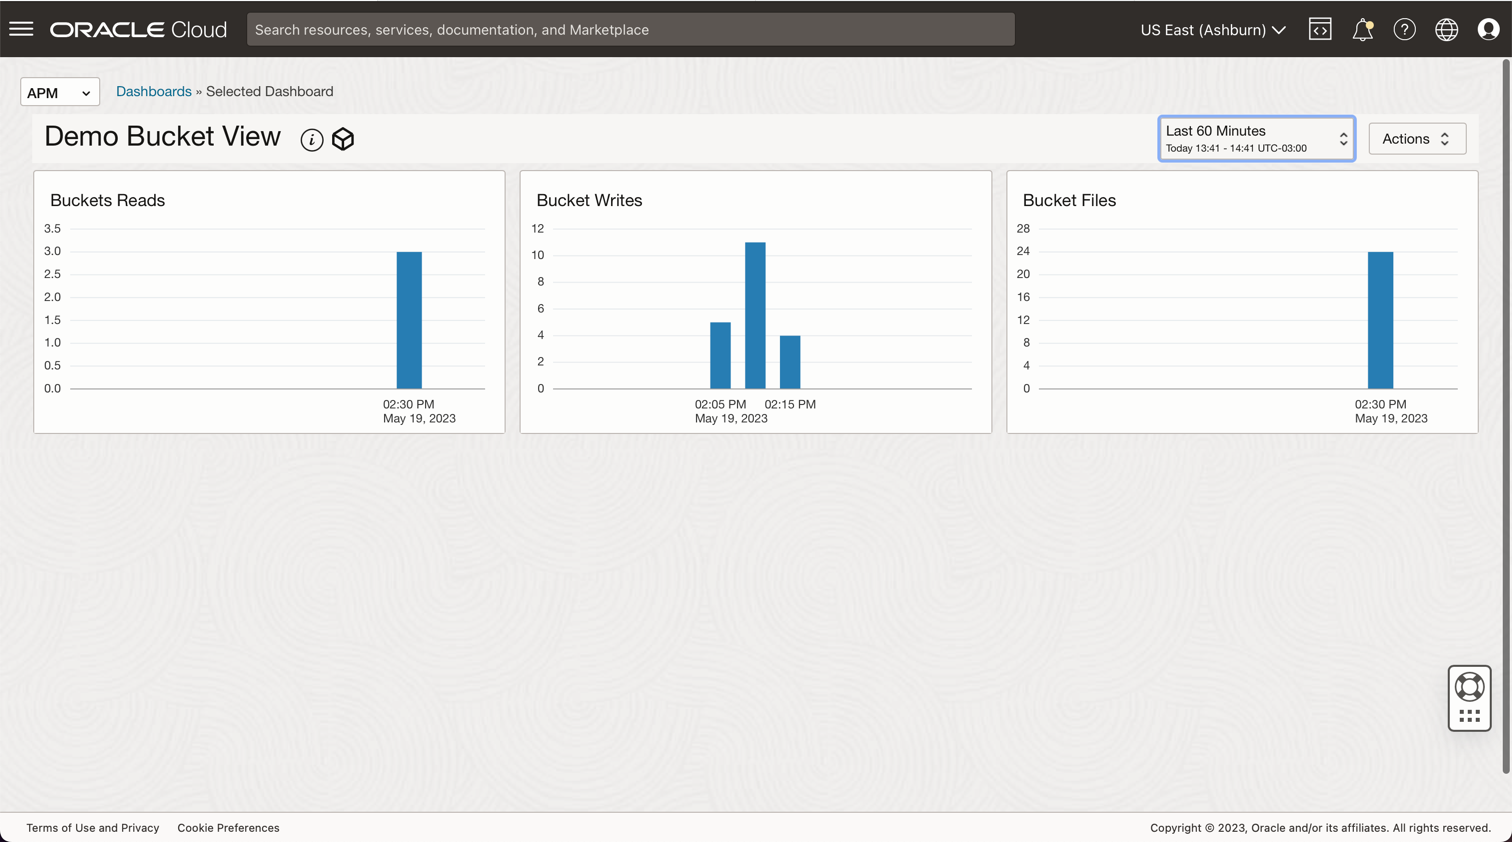 ORACLE Cloud
Search resources, services, documentation, and Marketplace
US East (Ashburn)
APM
Dashboards » Selected Dashboard
Demo Bucket View
Last 60 Minutes
Today 13:41 - 14:41 UTC-03:00
Actions
Buckets Reads
3.5
3.0
2.5
2.0
1.5
1.0
0.5
0.0
02:30 PM
May 19, 2023
Bucket Writes
12
10
8
6
4
2
0
02:05 PM 02:15 PM
May 19, 2023
Bucket Files
28
24
20
16
12
8
4
0
02:30 PM
May 19, 2023
Terms of Use and Privacy Cookie Preferences
Copyright © 2023, Oracle and/or its affiliates. All rights reserved.